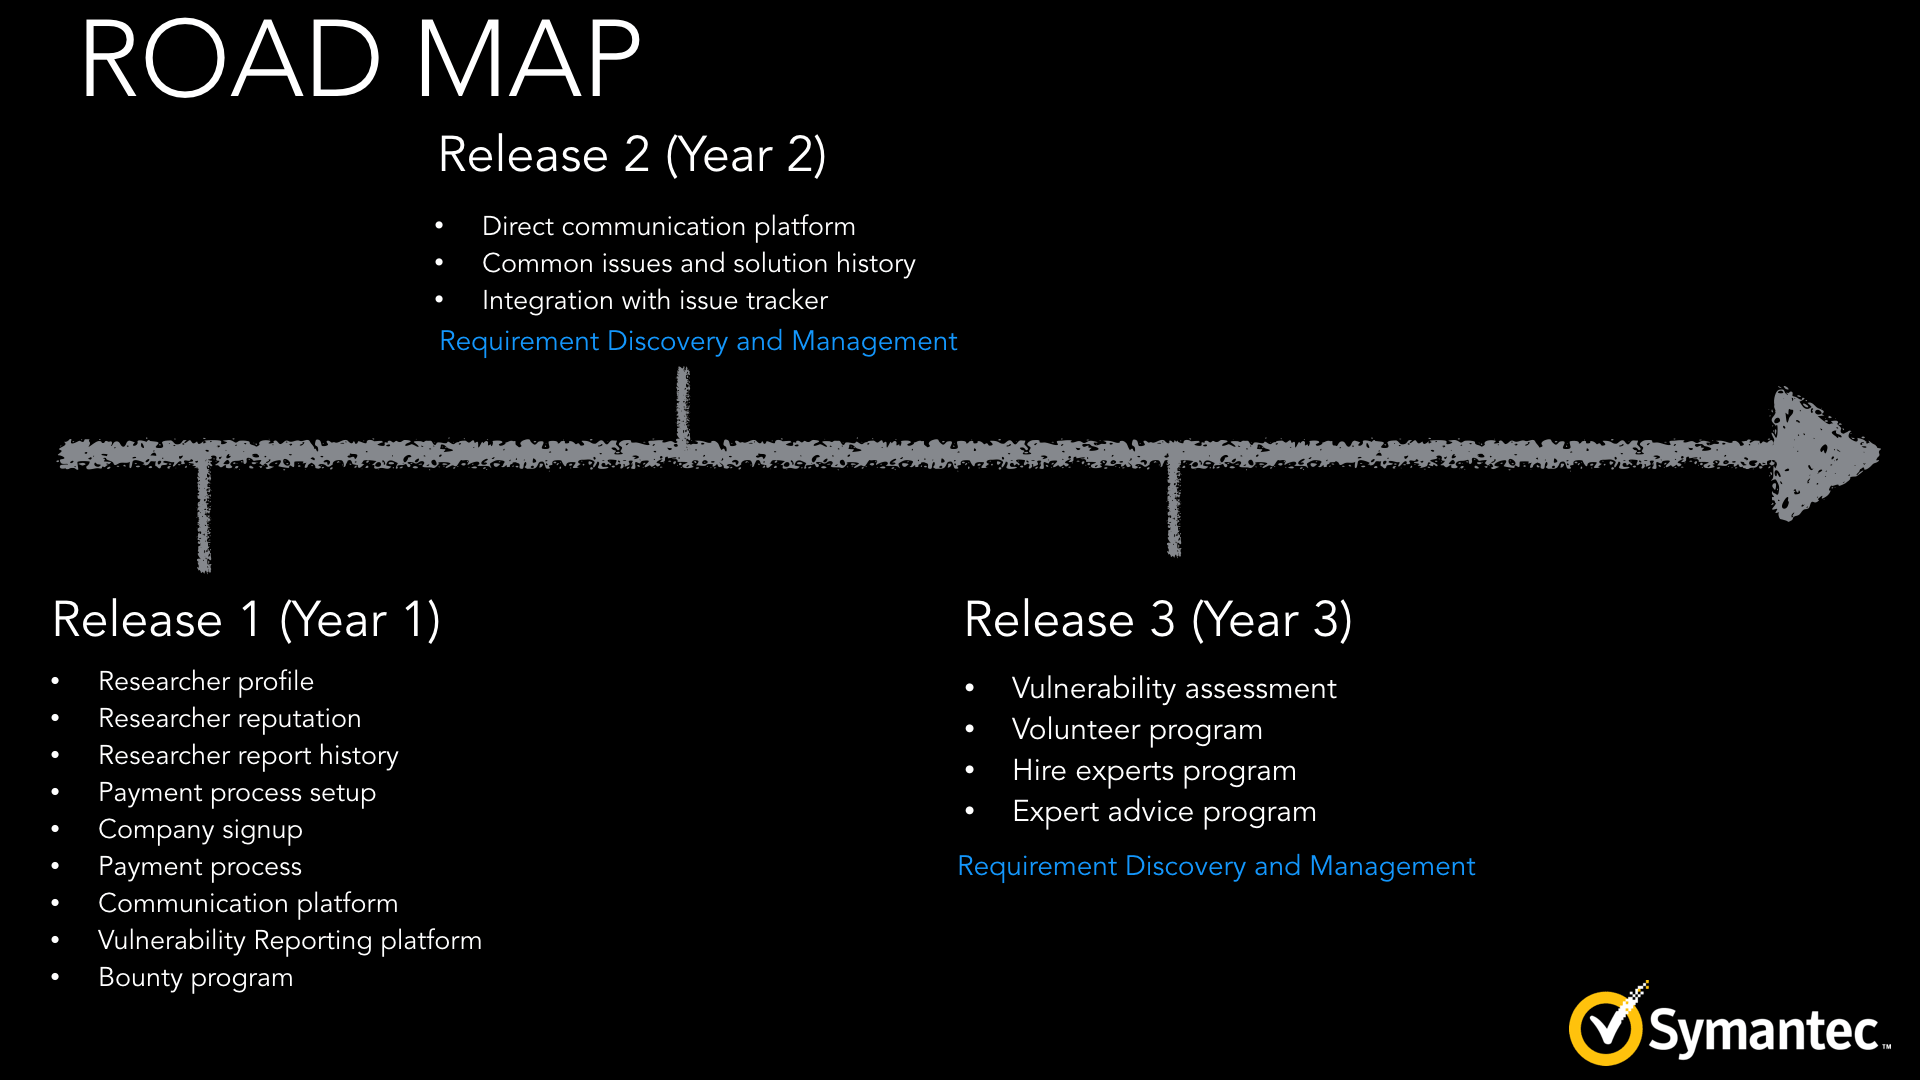 ROAD MAP
Release 2 (Year 2)
• Direct communication platform
• Common issues and solution history
• Integration with issue tracker
Requirement Discovery and Management
Release 1 (Year 1)
• Researcher profile
• Researcher reputation
• Researcher report history
• Payment process setup
• Company signup
• Payment process
• Communication platform
• Vulnerability Reporting platform
• Bounty program
Release 3 (Year 3)
• Vulnerability assessment
• Volunteer program
• Hire experts program
• Expert advice program
Requirement Discovery and Management
Symantec™